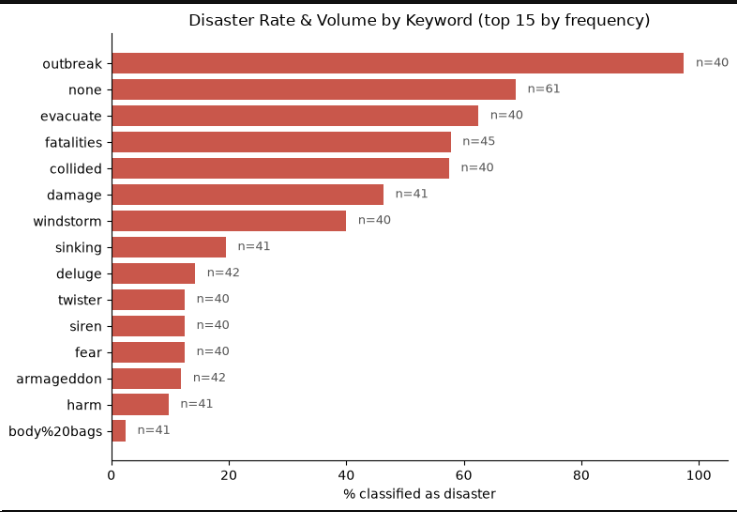 Disaster Rate & Volume by Keyword (top 15 by frequency)
outbreak n=40
none n=61
evacuate n=40
fatalities n=45
collided n=40
damage n=41
windstorm n=40
sinking n=41
deluge n=42
twister n=40
siren n=40
fear n=40
armageddon n=42
harm n=41
body%20bags n=41
0 20 40 60 80 100
% classified as disaster